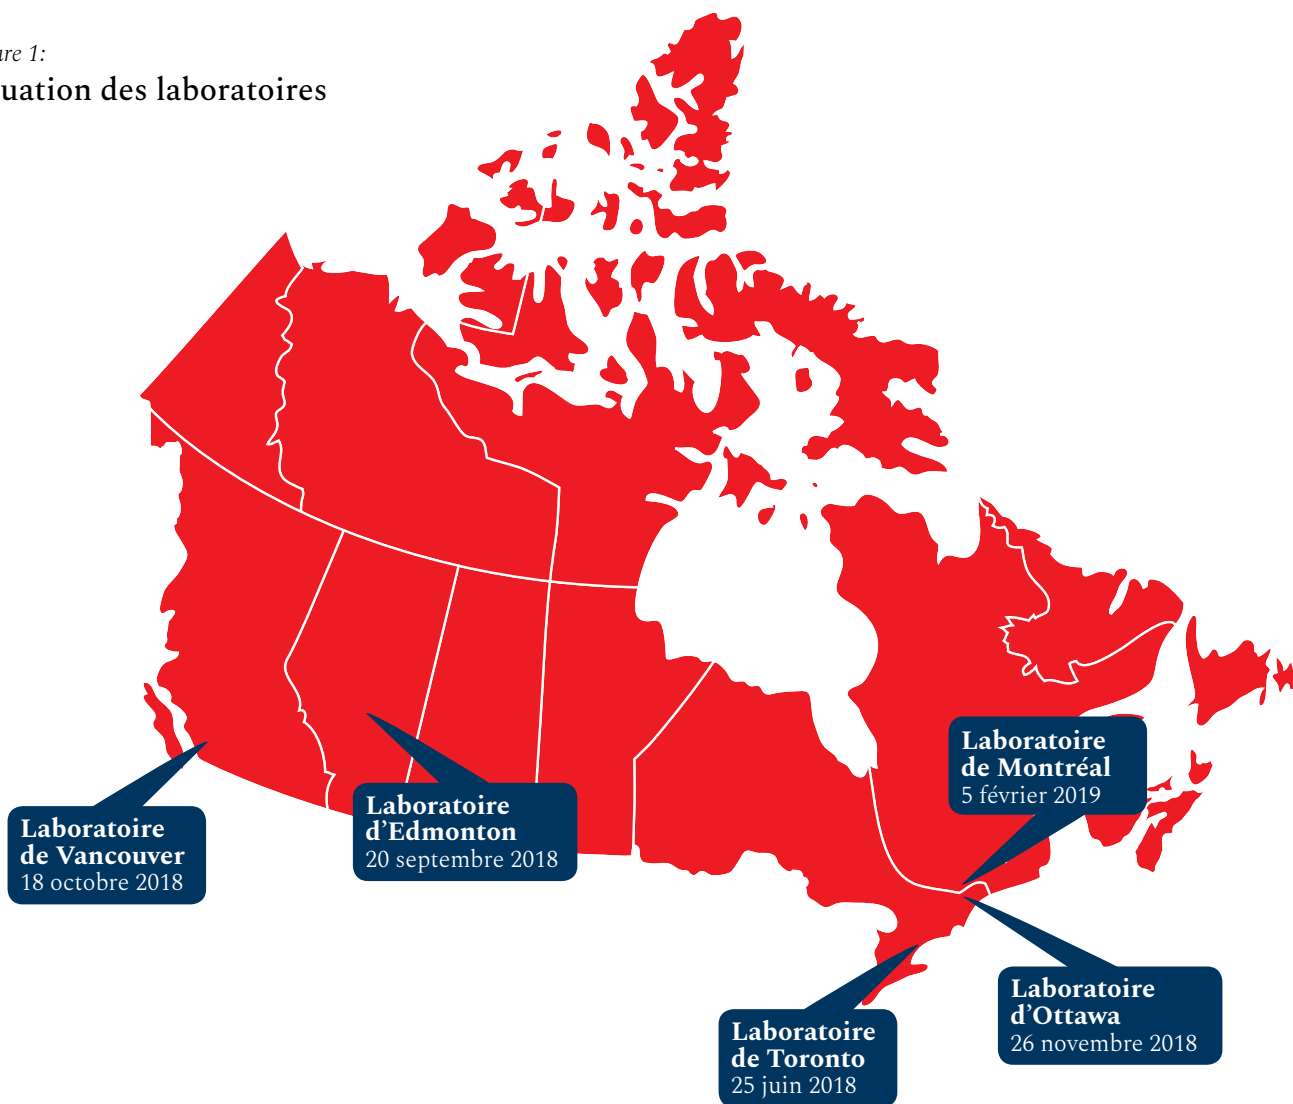 ure 1:
uation des laboratoires
Laboratoire
de Montréal
5 février 2019
Laboratoire
d’Edmonton
20 septembre 2018
Laboratoire
de Vancouver
18 octobre 2018
Laboratoire
d’Ottawa
26 novembre 2018
Laboratoire
de Toronto
25 juin 2018